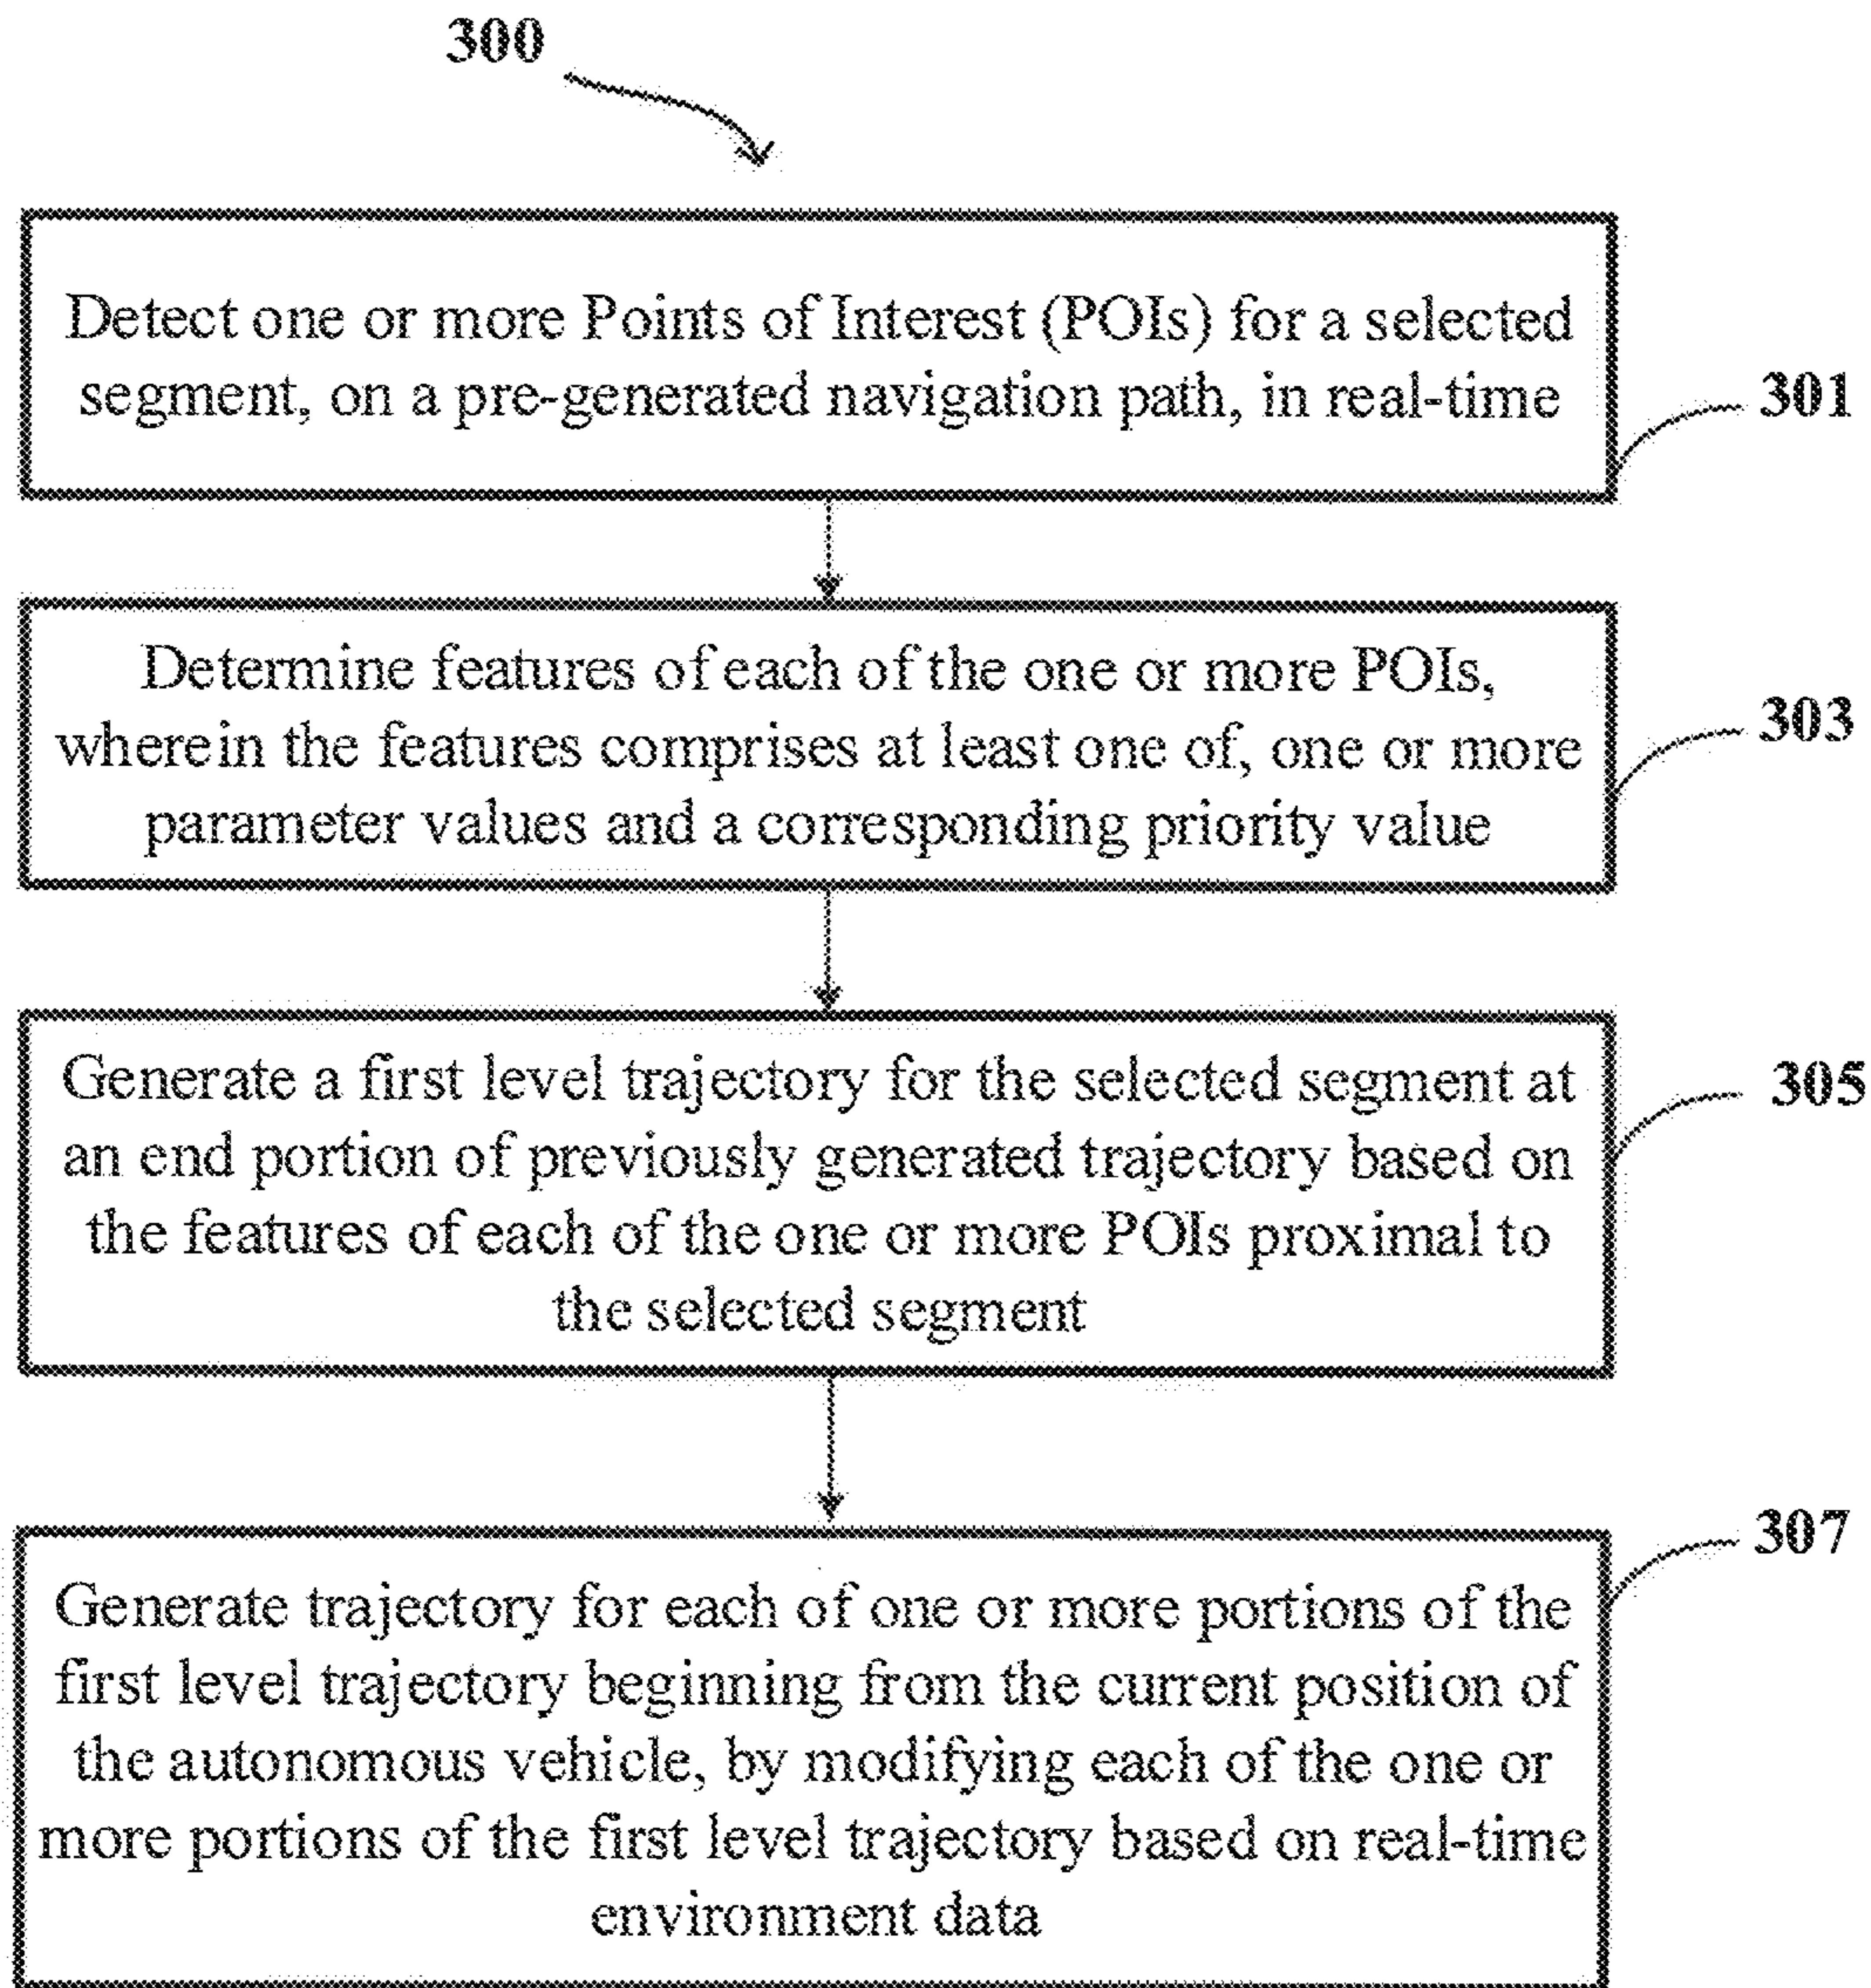 300
Detect one or more Points of Interest (POIs) for a selected
segment, on a pre-generated navigation path, in real-time
301
Determine features of each of the one or more POIs,
wherein the features comprises at least one of, one or more
parameter values and a corresponding priority value
303
Generate a first level trajectory for the selected segment at
an end portion of previously generated trajectory based on
the features of each of the one or more POIs proximal to
the selected segment
305
Generate trajectory for each of one or more portions of the
first level trajectory beginning from the current position of
the autonomous vehicle, by modifying each of the one or
more portions of the first level trajectory based on real-time
environment data
307